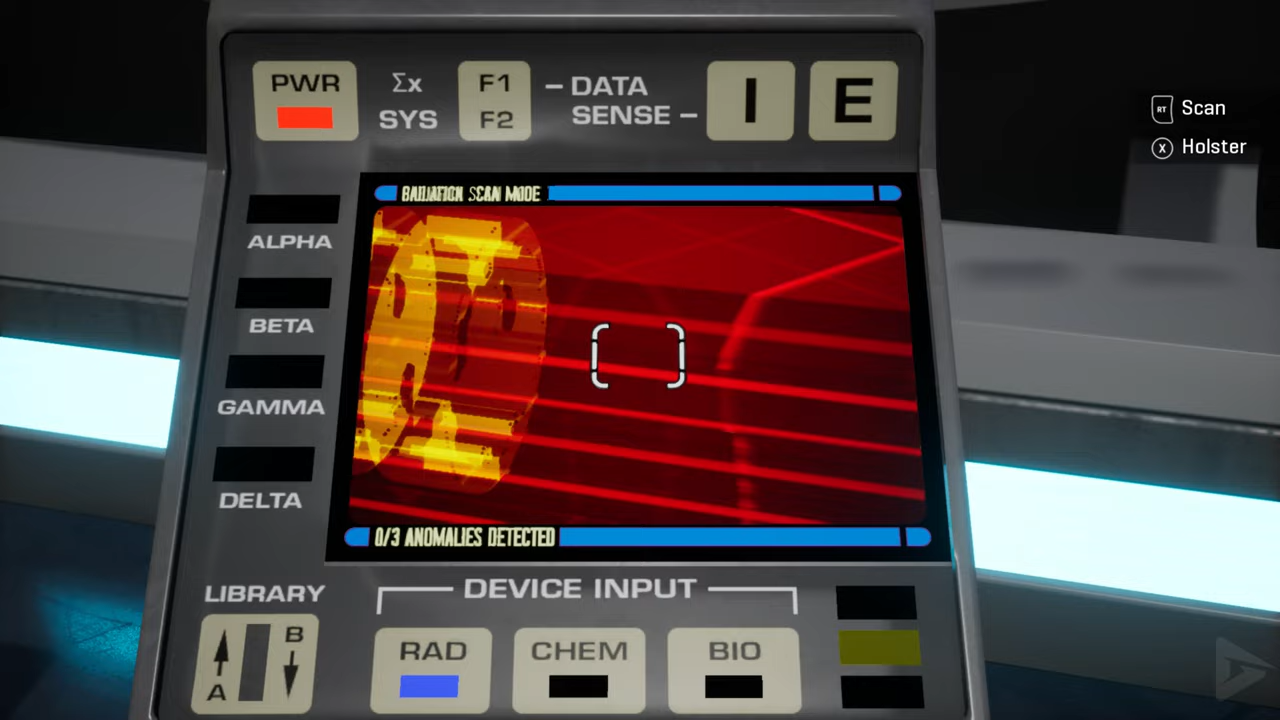 PWR
Σx
SYS
F1
F2
– DATA
SENSE –
I
E
RT Scan
X Holster
RADIATION SCAN MODE
ALPHA
BETA
GAMMA
DELTA
0/3 ANOMALIES DETECTED
LIBRARY
A
B
DEVICE INPUT
RAD
CHEM
BIO